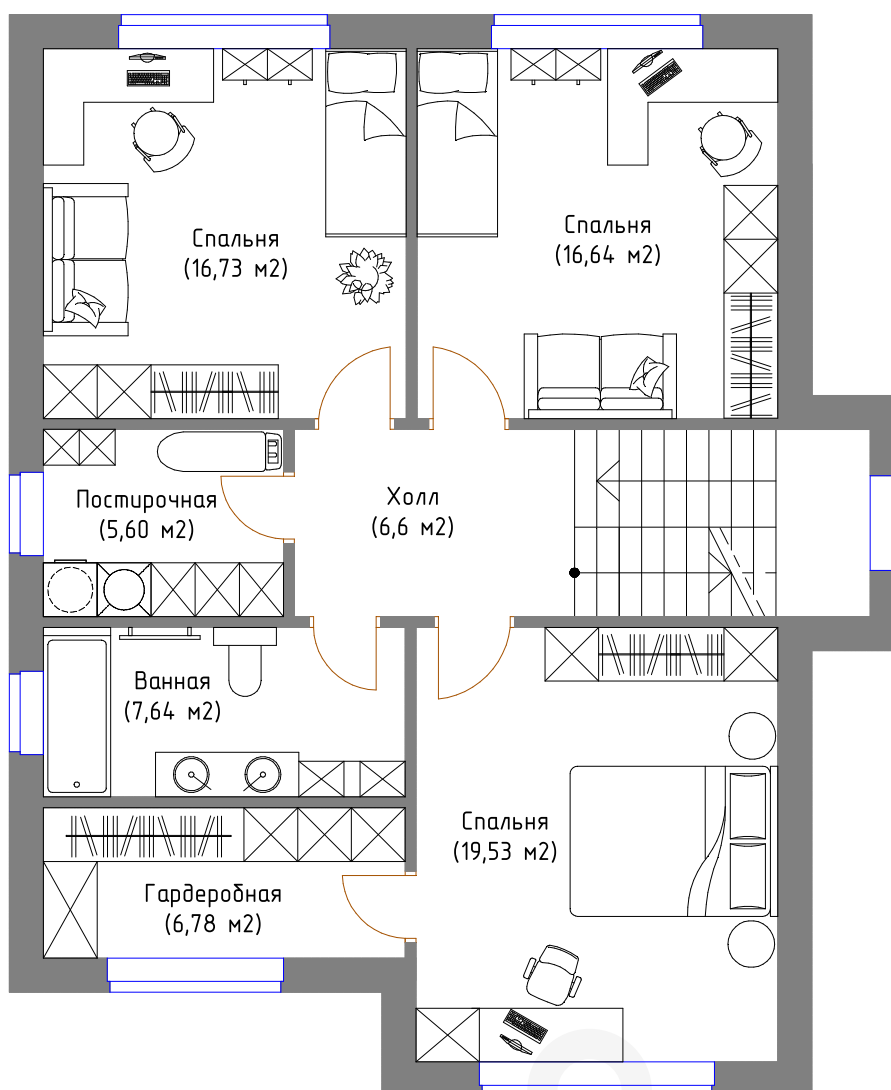 Спальня
(16,73 м2)
Спальня
(16,64 м2)
Постирочная
(5,60 м2)
Холл
(6,6 м2)
Ванная
(7,64 м2)
Спальня
(19,53 м2)
Гардеробная
(6,78 м2)